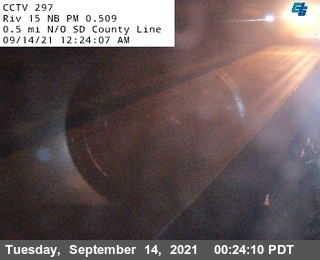 CCTV 297
Riv 15 NB PM 0.509
0.5 mi N/O SD County Line
09/14/21 12:24:07 AM
Tuesday, September 14, 2021 00:24:10 PDT